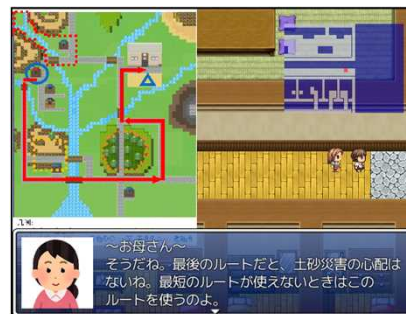 凡例:
～お母さん～
そうだね。最後のルートだと、土砂災害の心配は
ないね。最短のルートが使えないときはこの
ルートを使うのよ。